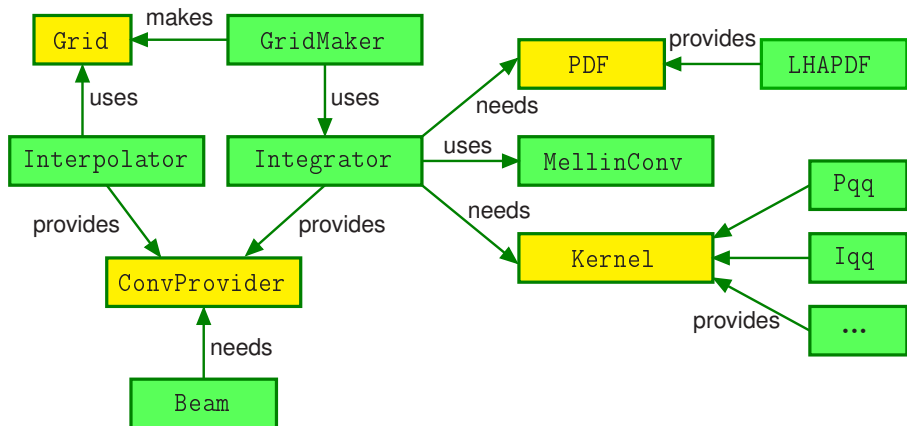 makes
Grid
GridMaker
provides
PDF
LHAPDF
uses
uses
needs
Interpolator
Integrator
uses
MellinConv
Pqq
provides
provides
needs
Kernel
Iqq
ConvProvider
provides
...
needs
Beam